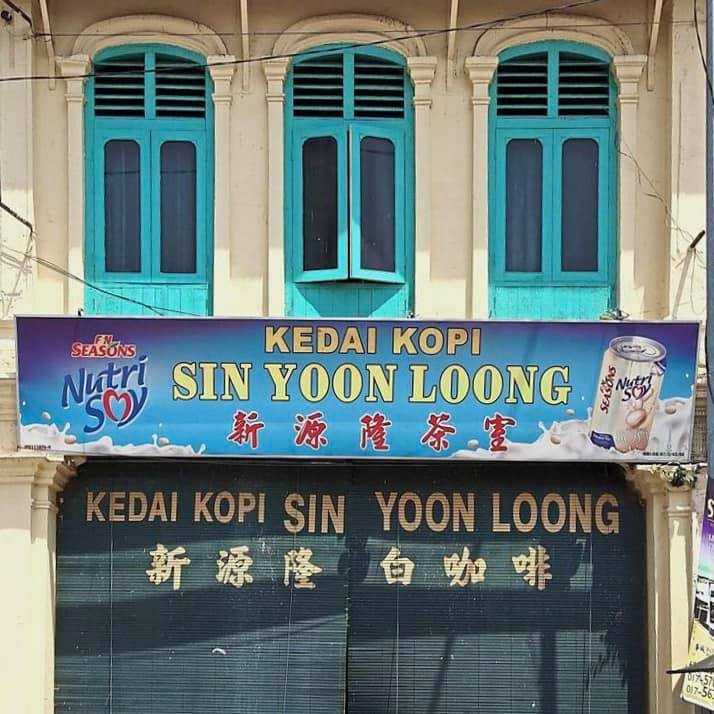 KEDAI KOPI
F&N
SEASONS
Nutri
Soy
SIN YOON LOONG
新源隆茶室
SEASONS
Nutri
Soy
KEDAI KOPI SIN YOON LOONG
新源隆 白咖啡